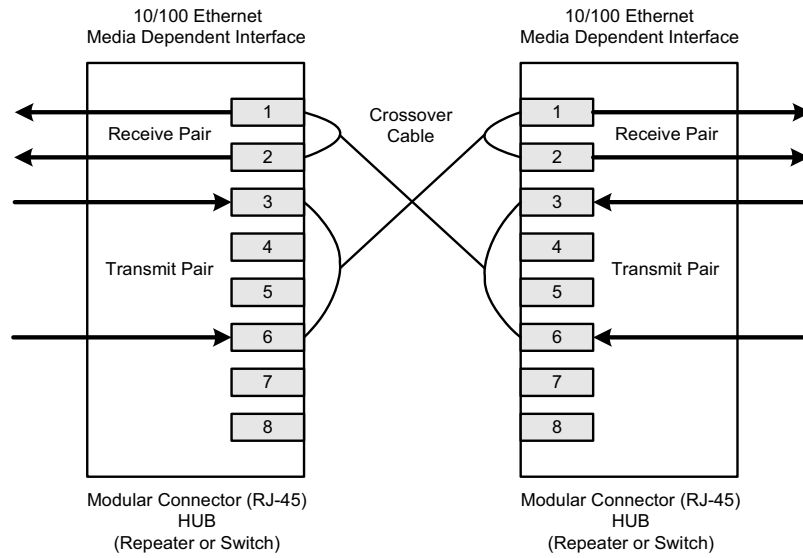 10/100 Ethernet
Media Dependent Interface
10/100 Ethernet
Media Dependent Interface
1
Receive Pair
2
3
4
Transmit Pair
5
6
7
8
Crossover
Cable
1
Receive Pair
2
3
4
Transmit Pair
5
6
7
8
Modular Connector (RJ-45)
HUB
(Repeater or Switch)
Modular Connector (RJ-45)
HUB
(Repeater or Switch)